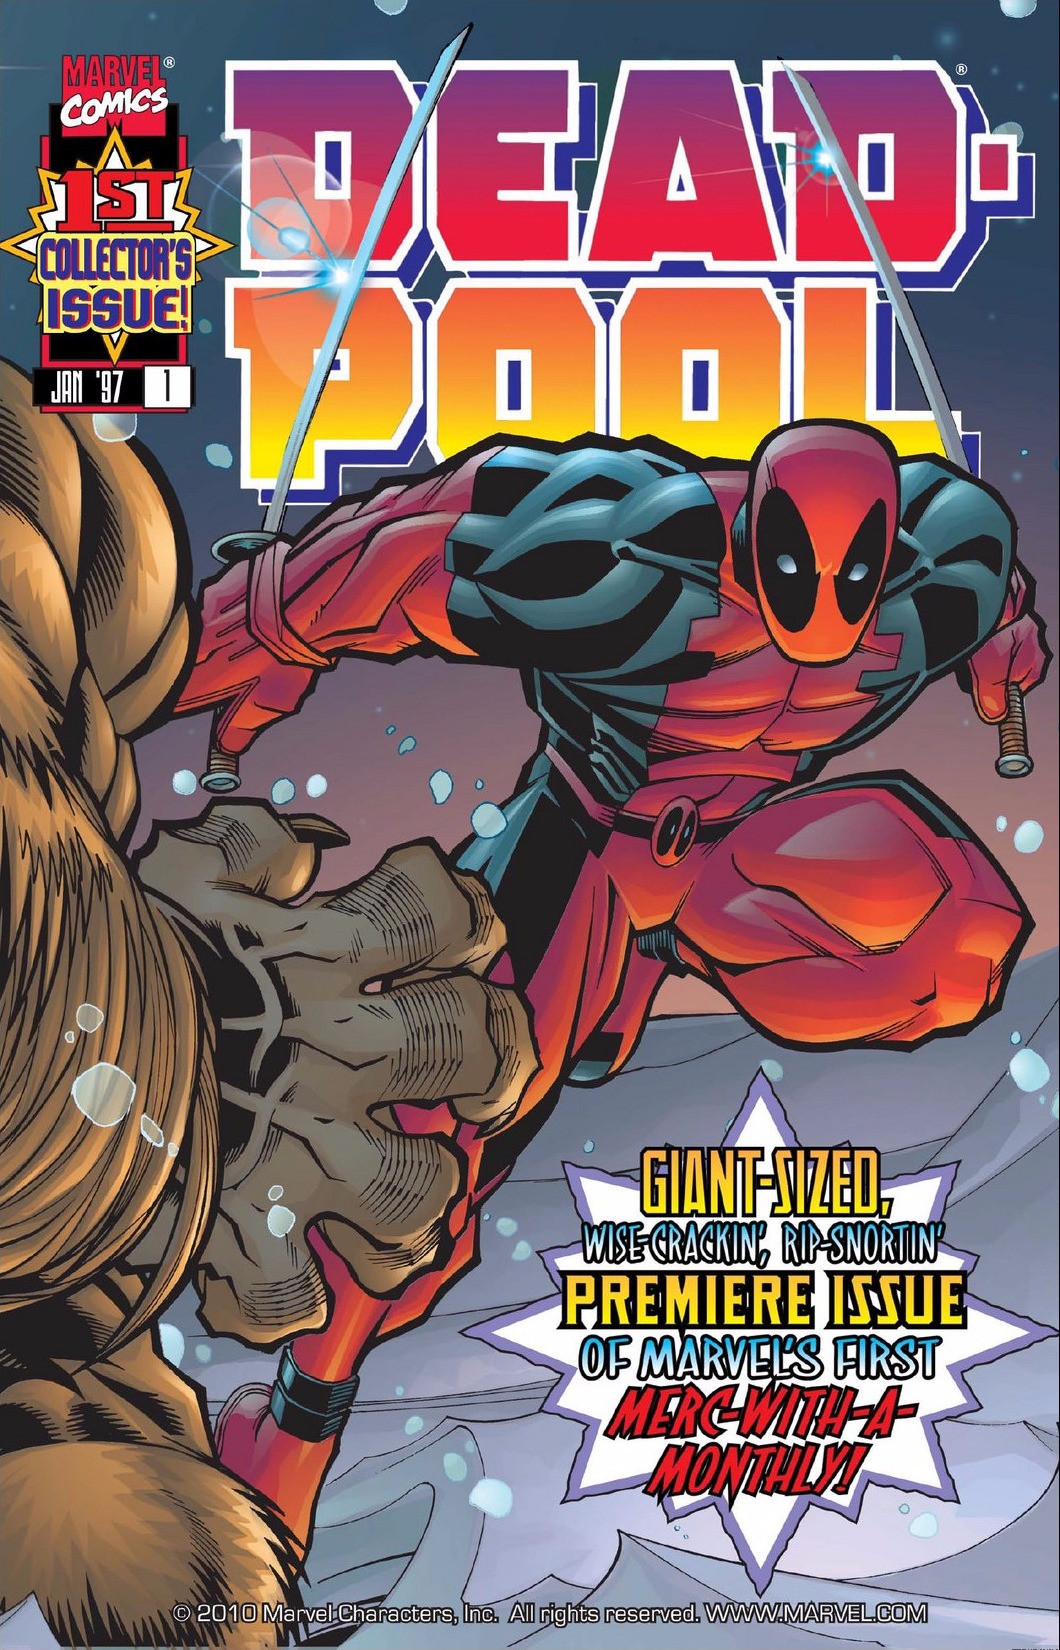 MARVEL®
COMICS
1ST
COLLECTOR'S
ISSUE!
JAN '97 1
DEAD-®
POOL
GIANT-SIZED,
WISE-CRACKIN', RIP-SNORTIN'
PREMIERE ISSUE
OF MARVEL'S FIRST
MERC-WITH-A-
MONTHLY!
© 2010 Marvel Characters, Inc. All rights reserved. WWW.MARVEL.COM